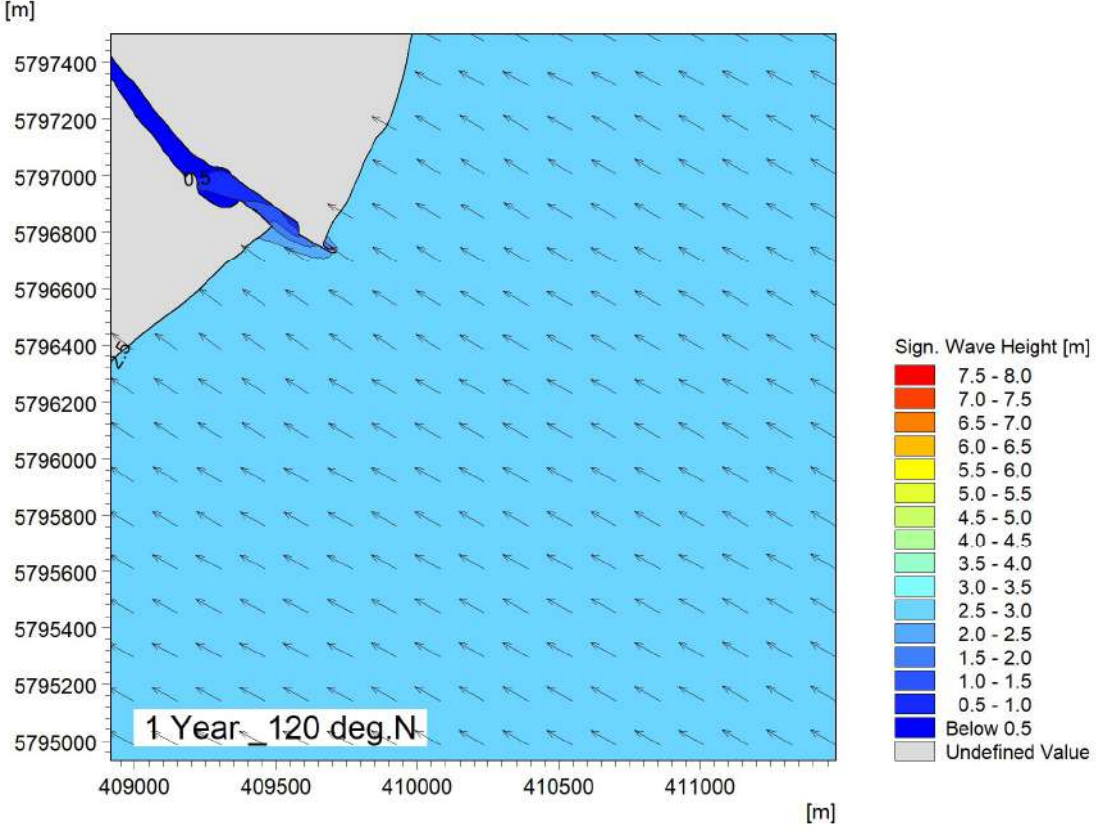 [m]
5797400
5797200
5797000
5796800
5796600
5796400
5796200
5796000
5795800
5795600
5795400
5795200
5795000
0.5
2.5
1 Year_120 deg.N
409000 409500 410000 410500 411000
[m]
Sign. Wave Height [m]
7.5 - 8.0
7.0 - 7.5
6.5 - 7.0
6.0 - 6.5
5.5 - 6.0
5.0 - 5.5
4.5 - 5.0
4.0 - 4.5
3.5 - 4.0
3.0 - 3.5
2.5 - 3.0
2.0 - 2.5
1.5 - 2.0
1.0 - 1.5
0.5 - 1.0
Below 0.5
Undefined Value